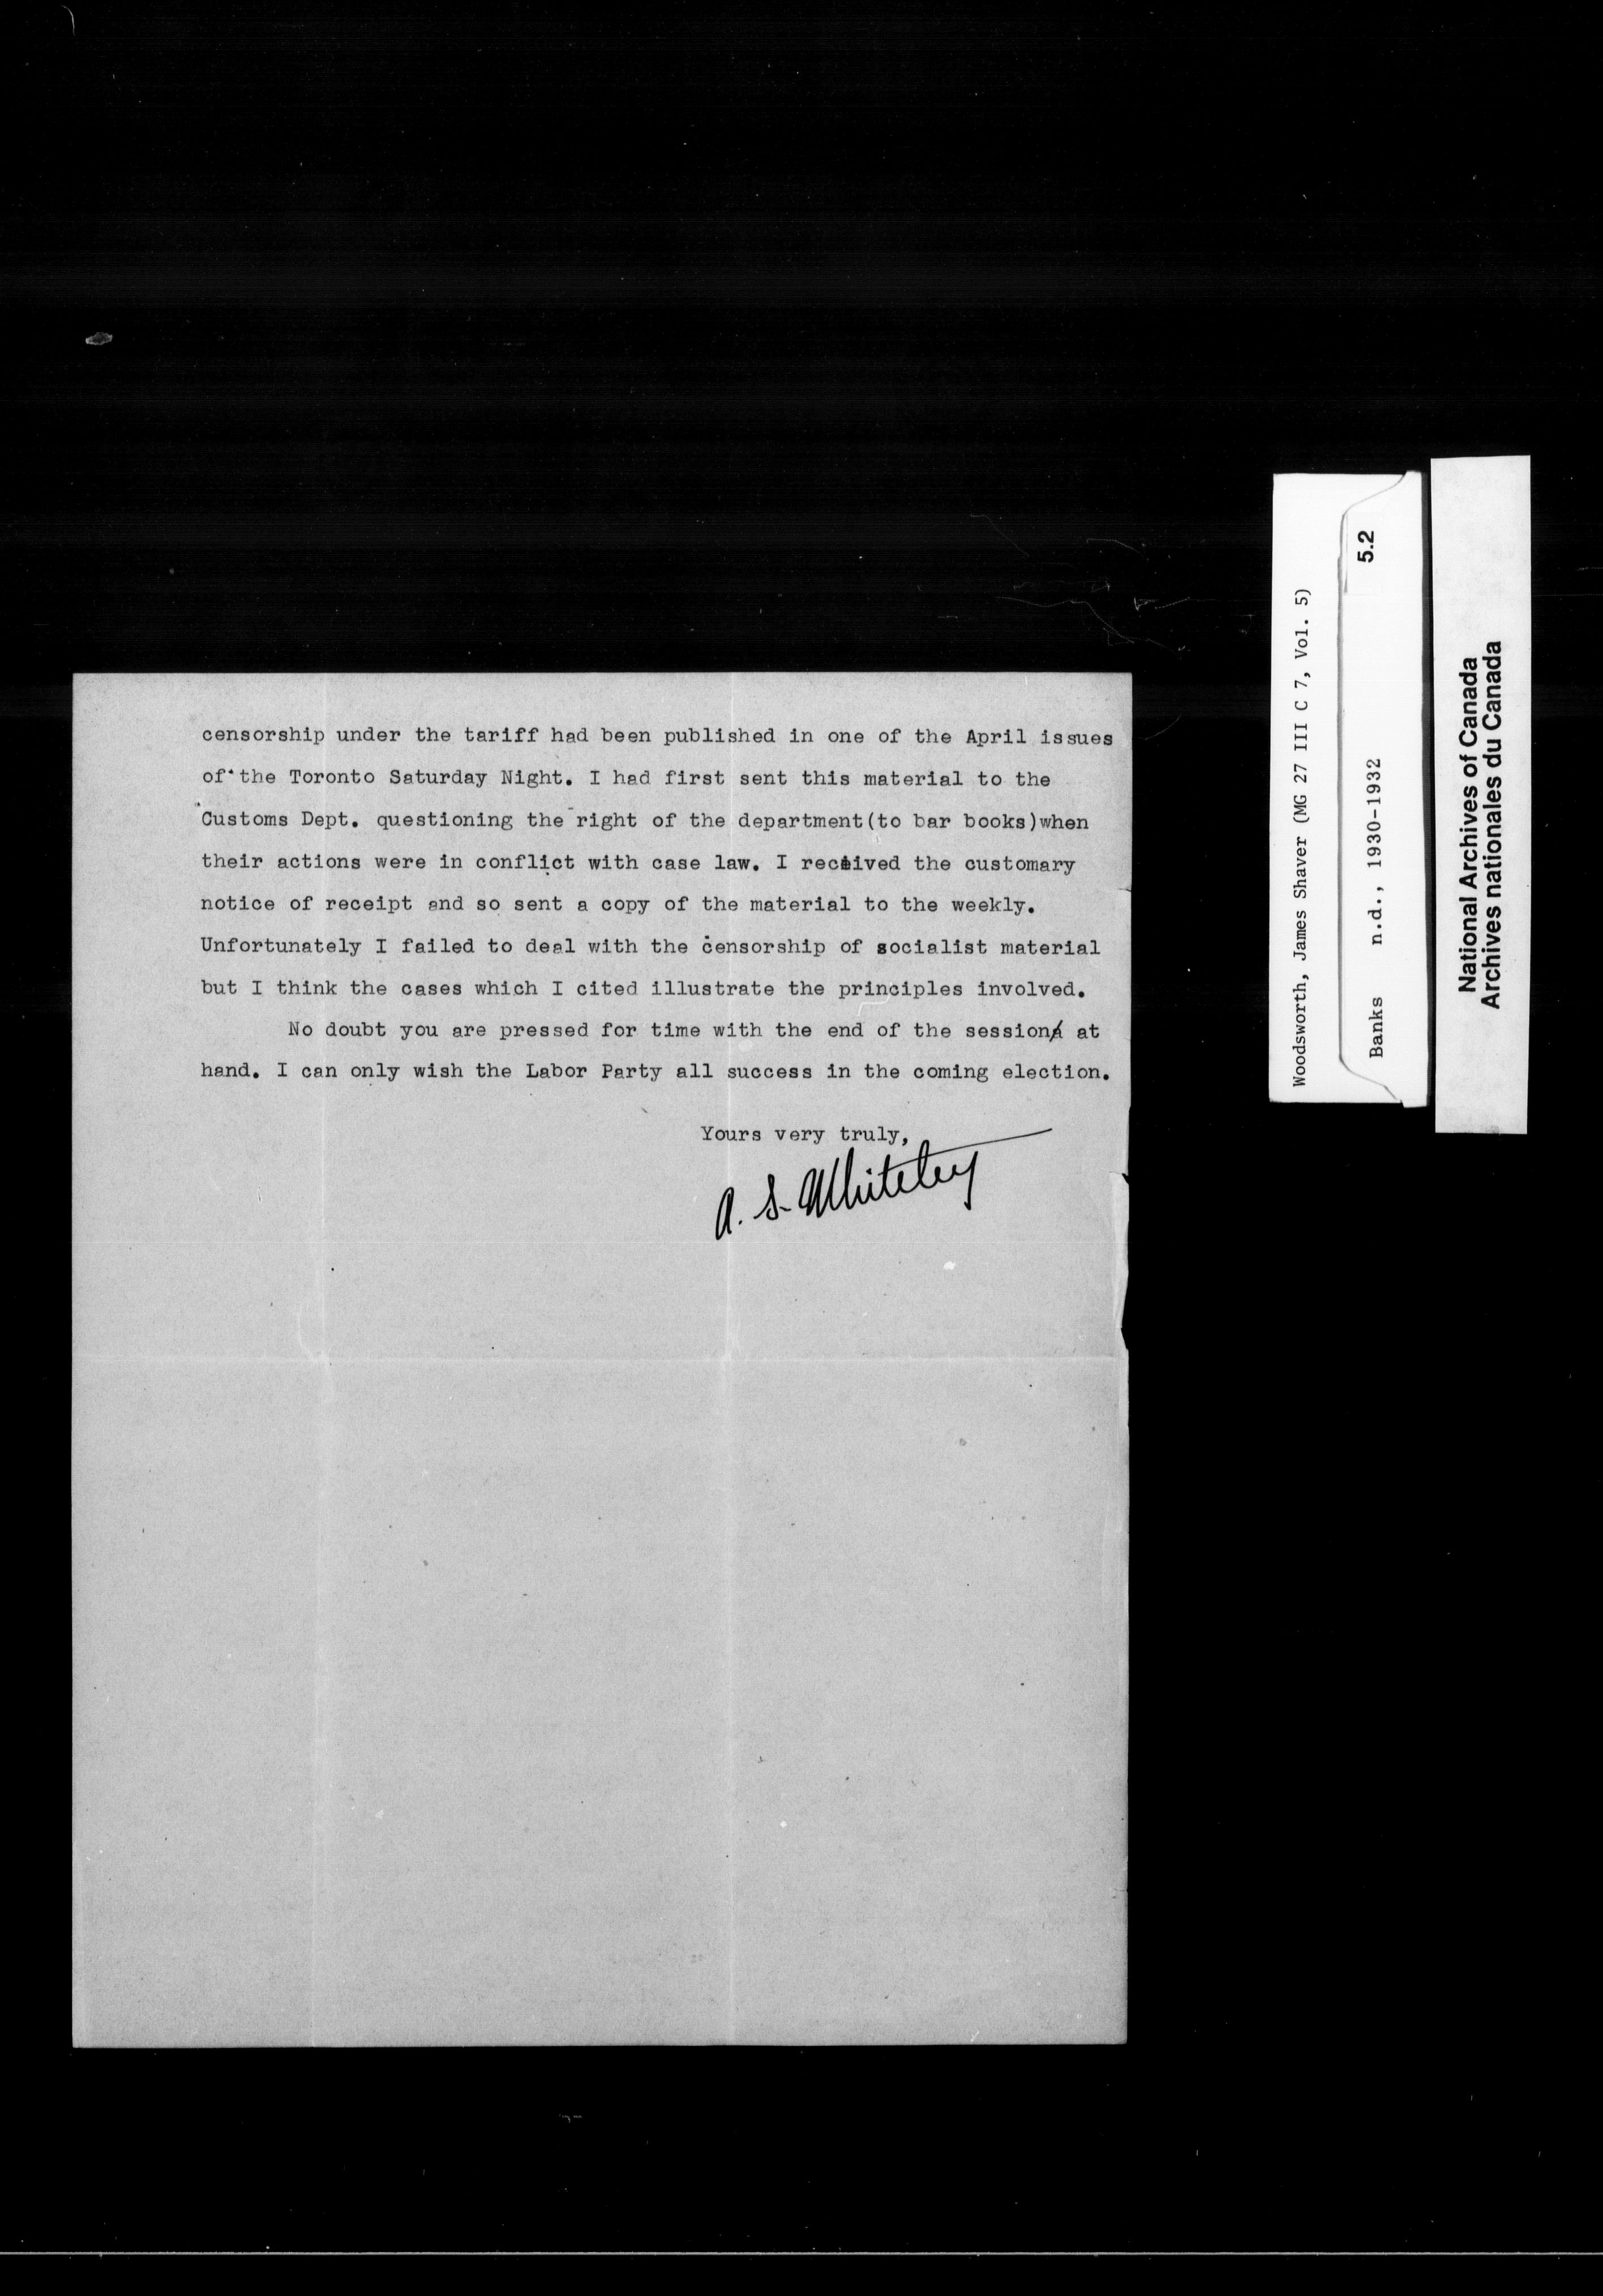 censorship under the tariff had been published in one of the April issues
of the Toronto Saturday Night. I had first sent this material to the
Customs Dept. questioning the right of the department(to bar books)when
their actions were in conflict with case law. I received the customary
notice of receipt and so sent a copy of the material to the weekly.
Unfortunately I failed to deal with the censorship of socialist material
but I think the cases which I cited illustrate the principles involved.
No doubt you are pressed for time with the end of the session at
hand. I can only wish the Labor Party all success in the coming election.
Yours very truly,
A. S. Whiteley
Woodsworth, James Shaver (MG 27 III C 7, Vol. 5)
Banks n.d., 1930-1932 5.2
National Archives of Canada
Archives nationales du Canada